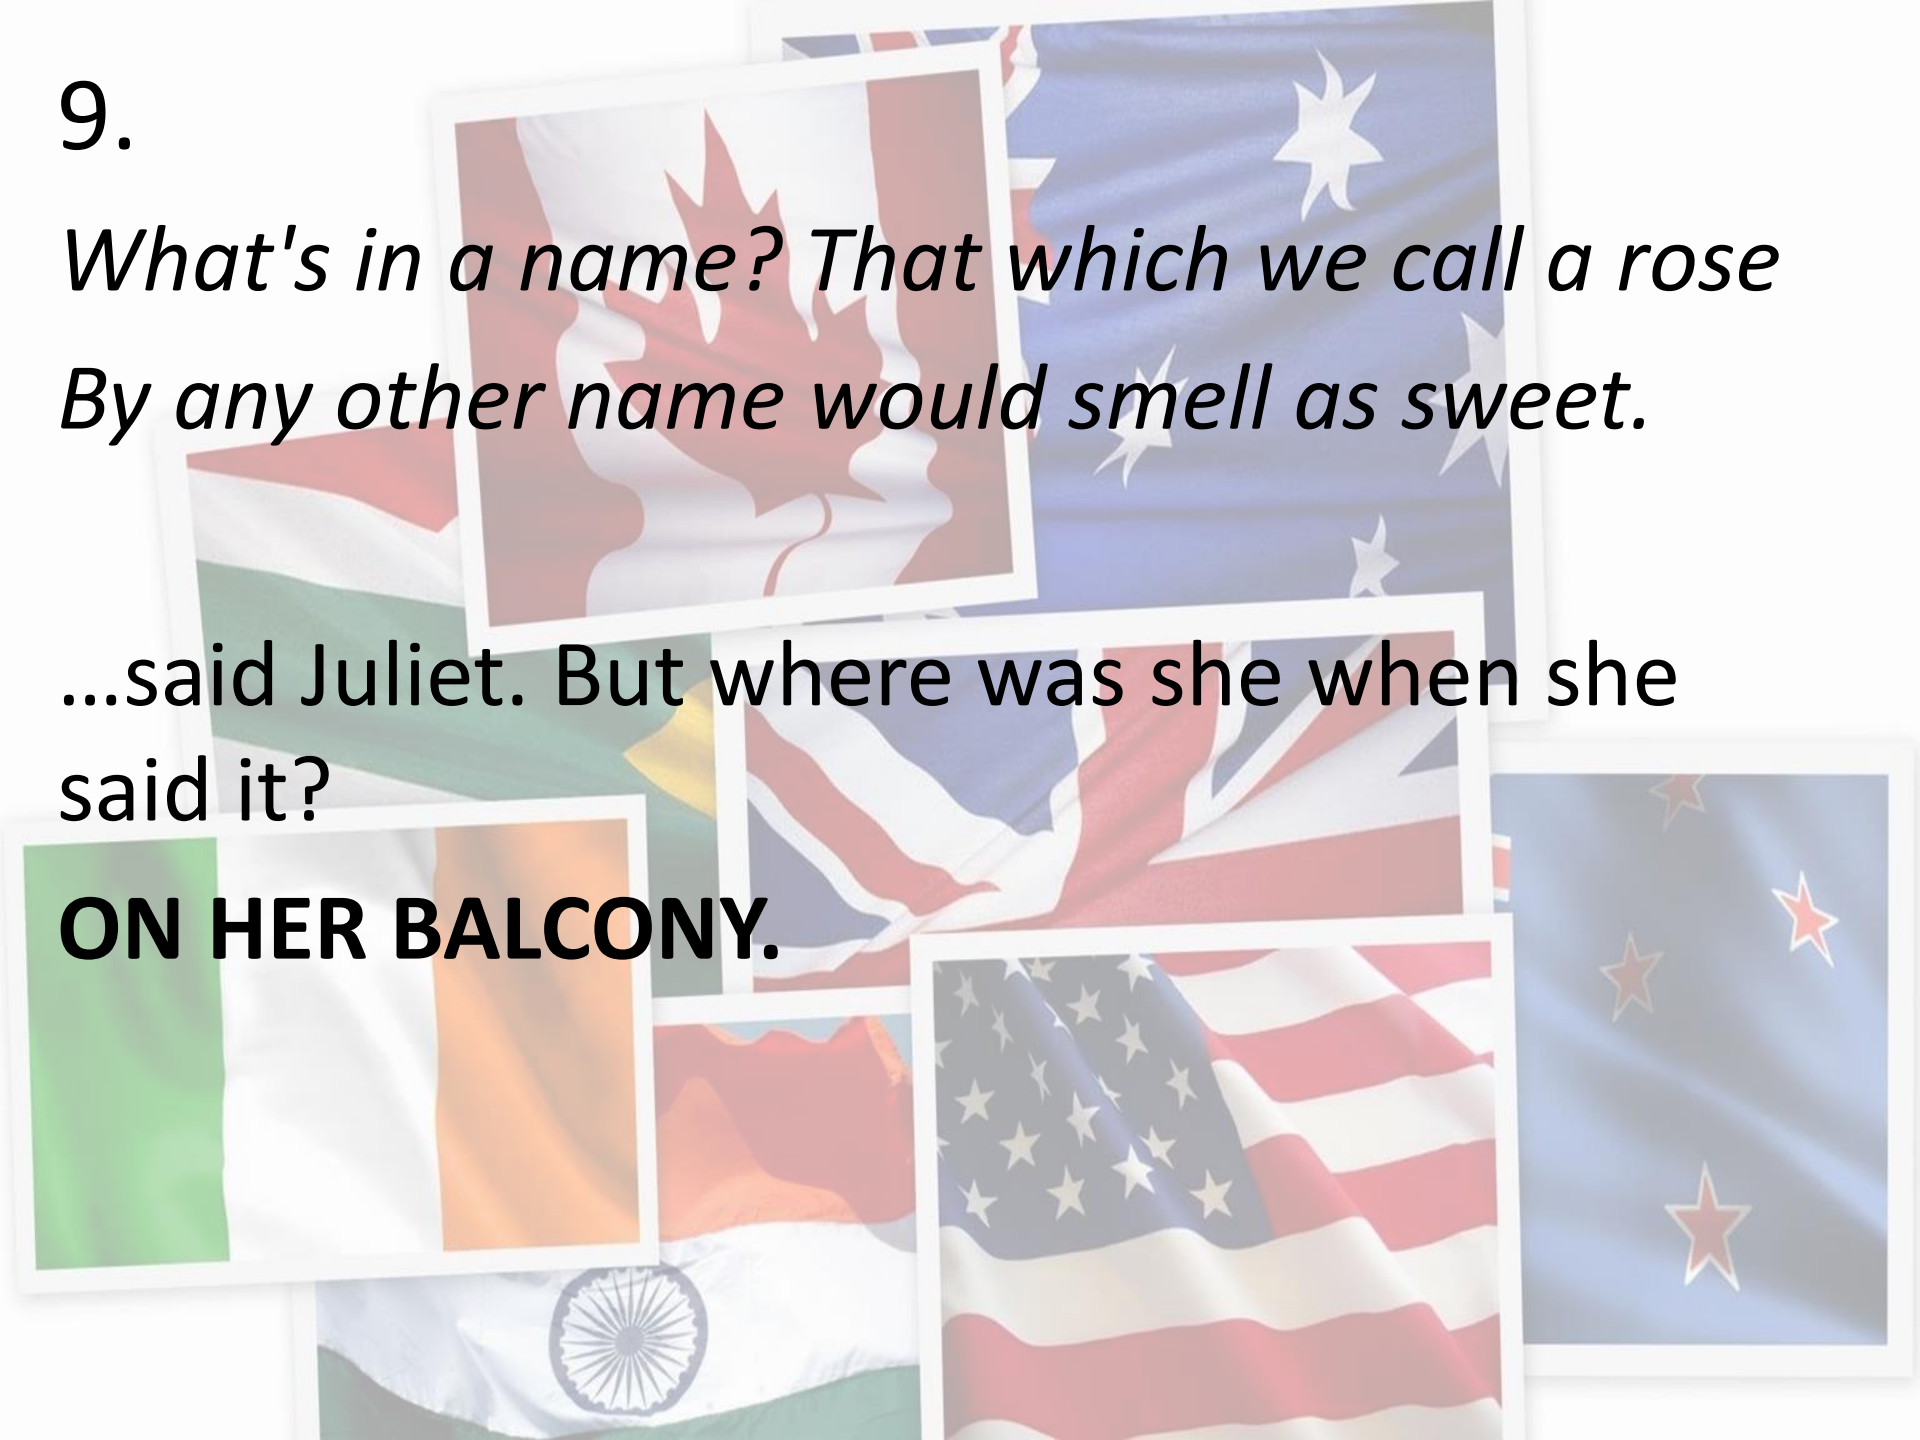 9.
What's in a name? That which we call a rose
By any other name would smell as sweet.
…said Juliet. But where was she when she
said it?
ON HER BALCONY.